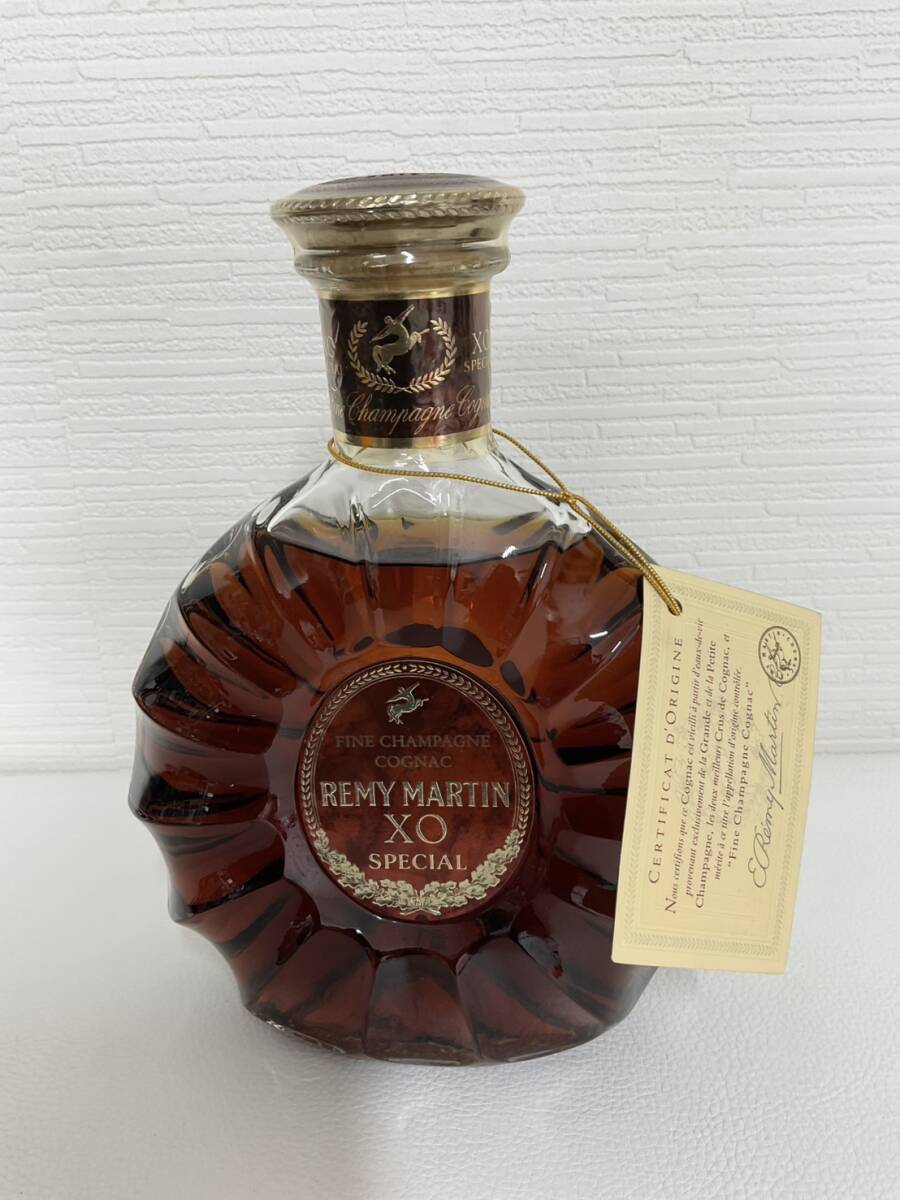 XO
SPECIAL
Fine Champagne Cognac
FINE CHAMPAGNE
COGNAC
REMY MARTIN
XO
SPECIAL
CERTIFICAT D'ORIGINE
Nous certifions que ce Cognac est vieilli à partir d'eaux-de-vie
provenant exclusivement de la Grande et de la Petite
Champagne, les deux meilleurs Crus de Cognac, et
mérite à ce titre l'appellation d'origine contrôlée.
"Fine Champagne Cognac"
E. Rémy Martin